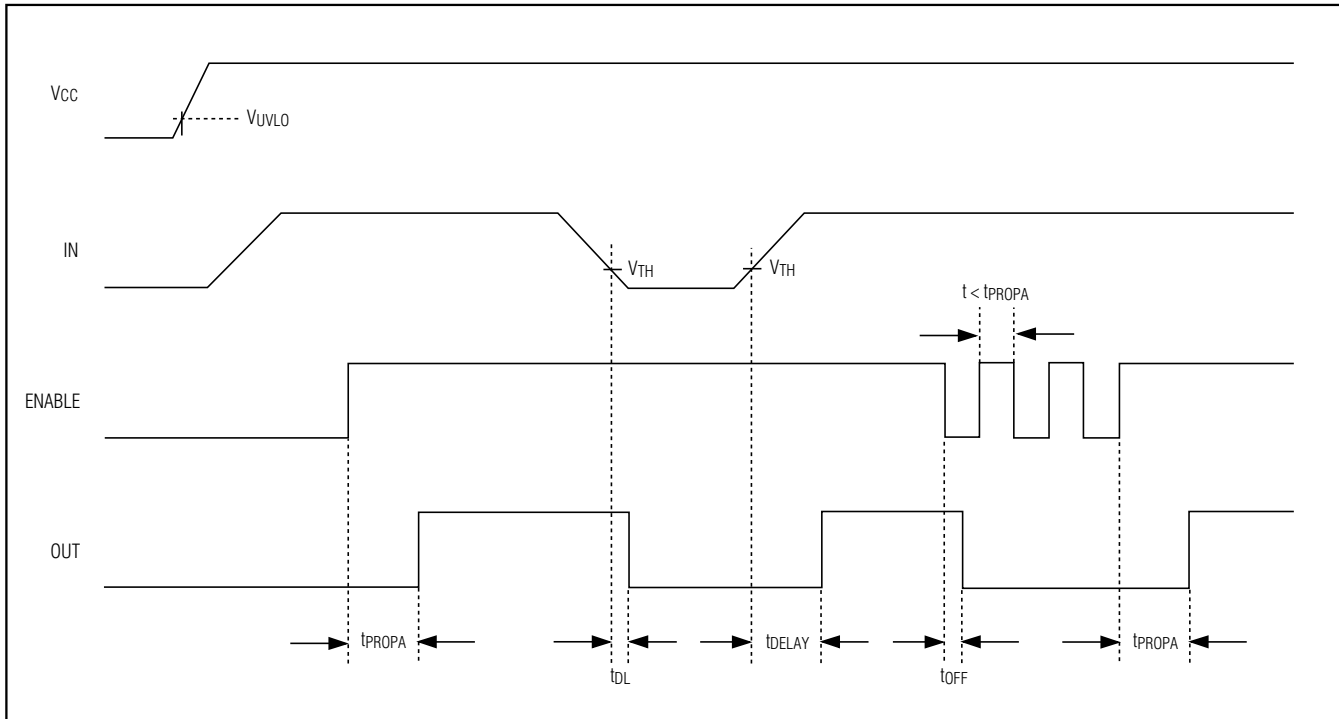 VCC
VUVLO
IN
VTH
VTH
t < tPROPA
ENABLE
OUT
tPROPA
tDL
tDELAY
tOFF
tPROPA